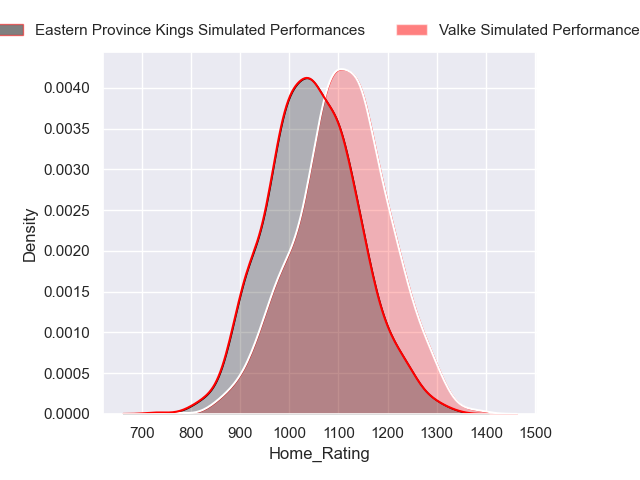 Eastern Province Kings Simulated Performances
Valke Simulated Performance
0.0040
0.0035
0.0030
0.0025
0.0020
0.0015
0.0010
0.0005
0.0000
Density
700 800 900 1000 1100 1200 1300 1400 1500
Home_Rating